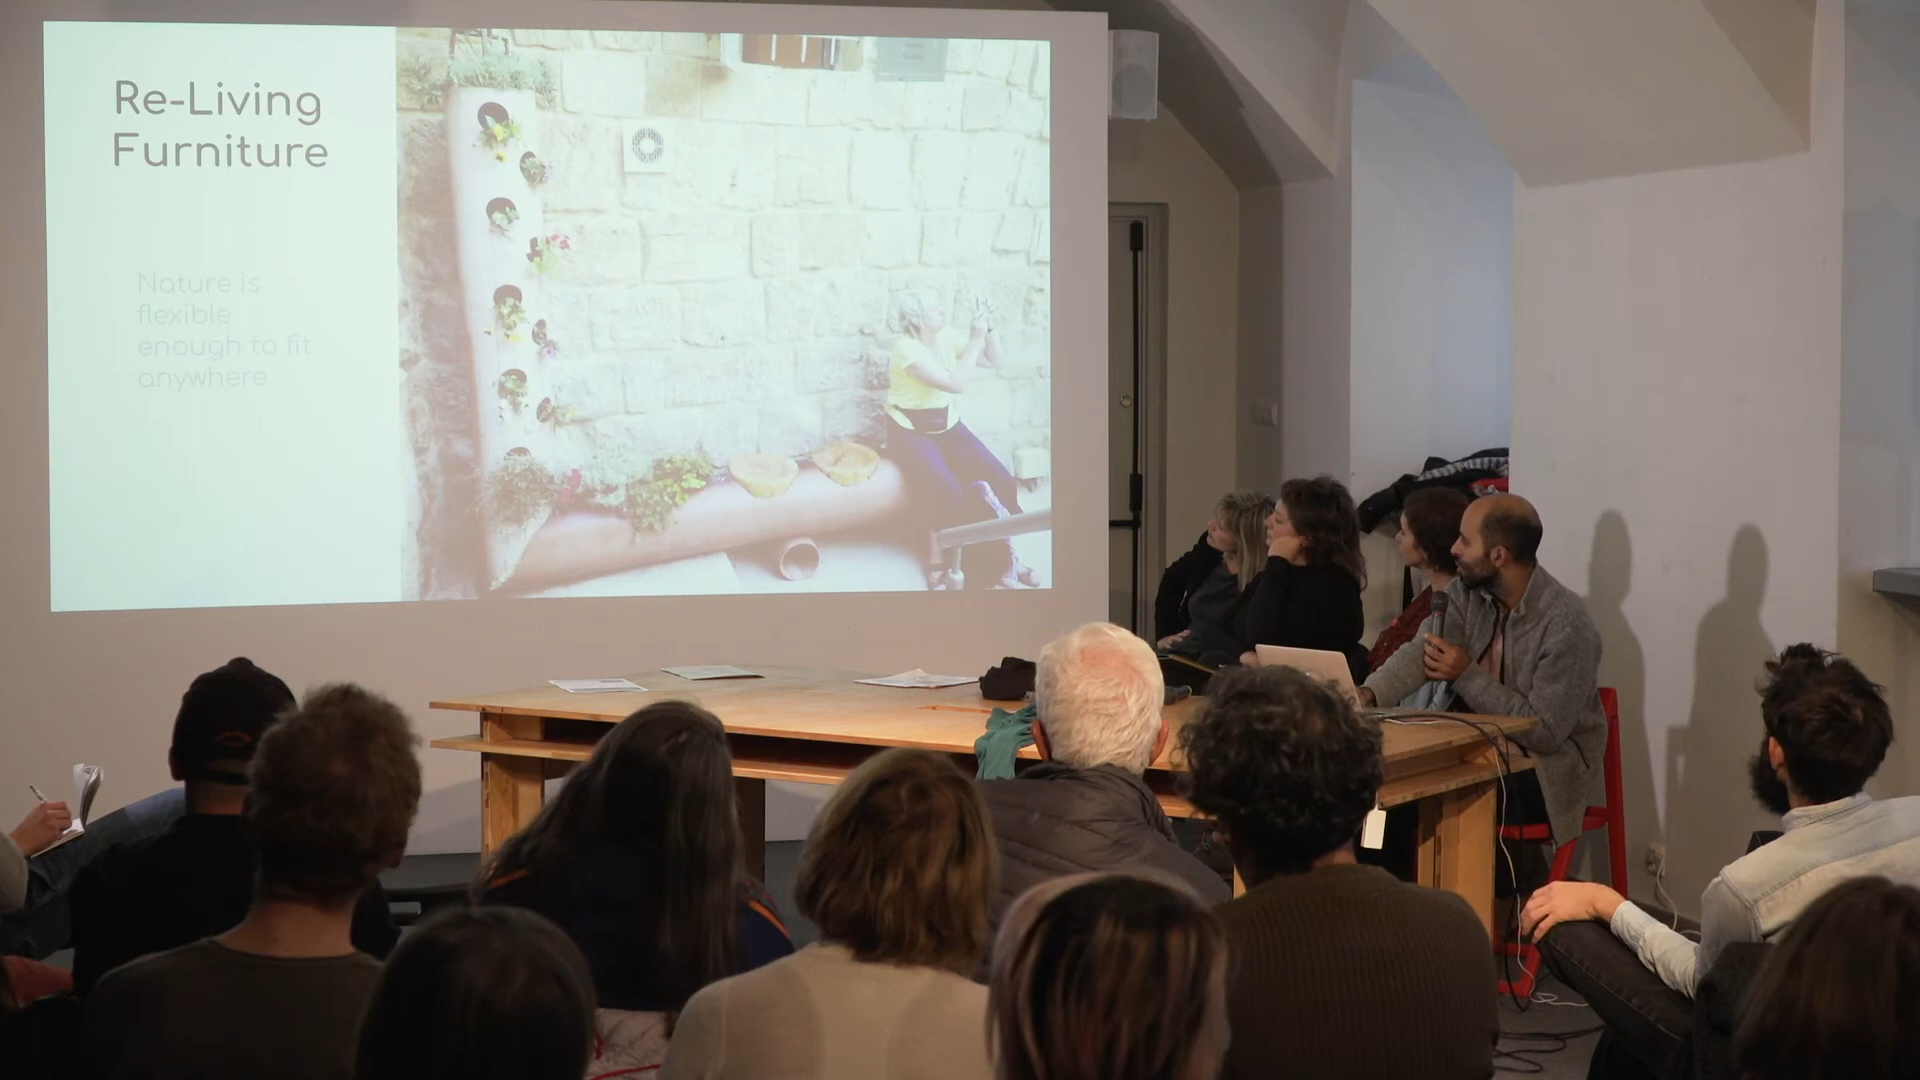 Re-Living
Furniture
Nature is
flexible
enough to fit
anywhere